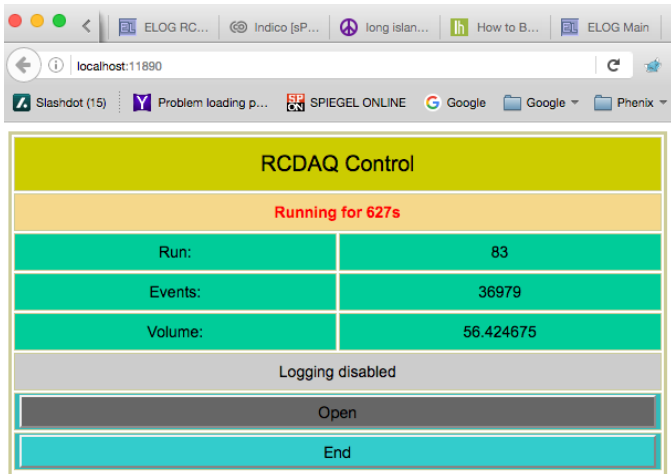 ELOG RC... Indico [sP... long islan... How to B... ELOG Main
localhost:11890
Slashdot (15) Problem loading p... SPIEGEL ONLINE Google Google Phenix
RCDAQ Control
Running for 627s
Run: 83
Events: 36979
Volume: 56.424675
Logging disabled
Open
End